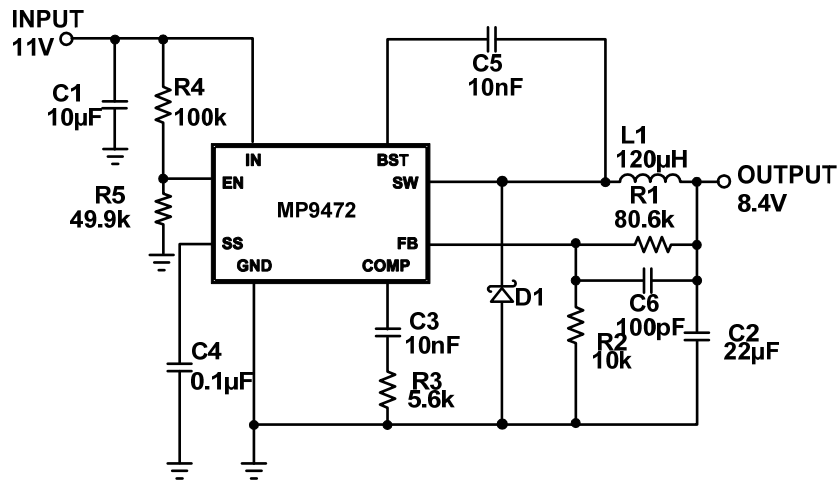 INPUT
11V
C1
10µF
R4
100k
R5
49.9k
C5
10nF
L1
120µH
OUTPUT
8.4V
R1
80.6k
IN
BST
EN
SW
MP9472
SS
FB
GND
COMP
D1
C6
100pF
C3
10nF
R2
10k
C2
22µF
C4
0.1µF
R3
5.6k